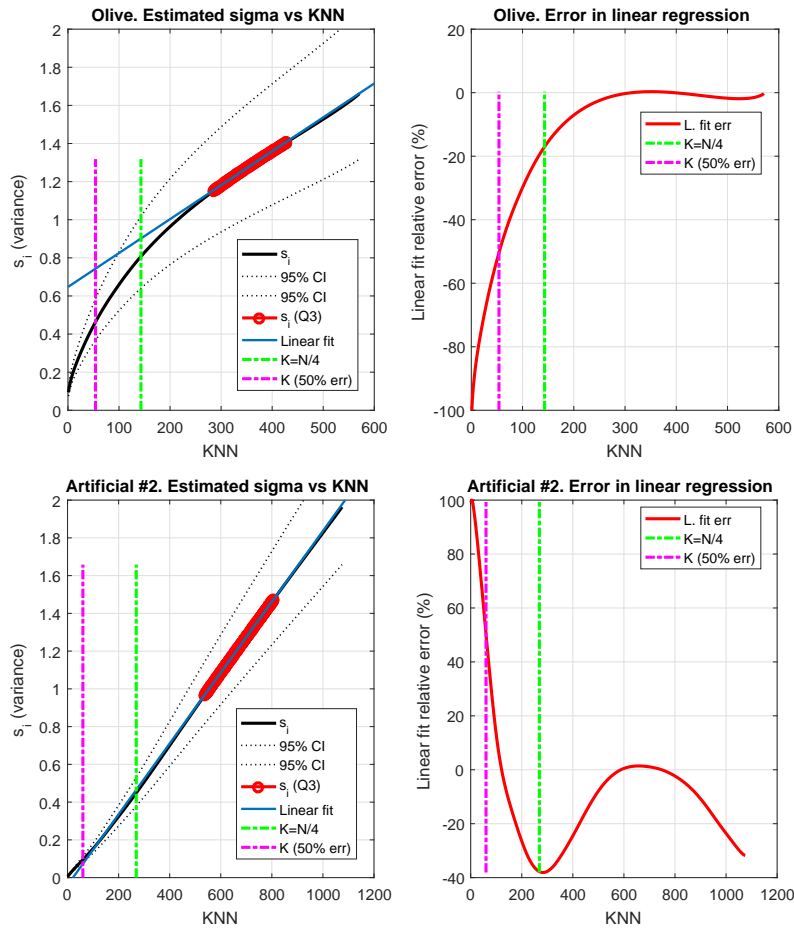 Olive. Estimated sigma vs KNN
2
1.8
1.6
1.4
1.2
1
0.8
0.6
0.4
0.2
0
s_i (variance)
s_i
95% CI
95% CI
s_i (Q3)
Linear fit
K=N/4
K (50% err)
0 100 200 300 400 500 600
KNN
Olive. Error in linear regression
20
0
-20
-40
-60
-80
-100
Linear fit relative error (%)
L. fit err
K=N/4
K (50% err)
0 100 200 300 400 500 600
KNN
Artificial #2. Estimated sigma vs KNN
2
1.8
1.6
1.4
1.2
1
0.8
0.6
0.4
0.2
0
s_i (variance)
s_i
95% CI
95% CI
s_i (Q3)
Linear fit
K=N/4
K (50% err)
0 200 400 600 800 1000 1200
KNN
Artificial #2. Error in linear regression
100
80
60
40
20
0
-20
-40
Linear fit relative error (%)
L. fit err
K=N/4
K (50% err)
0 200 400 600 800 1000 1200
KNN